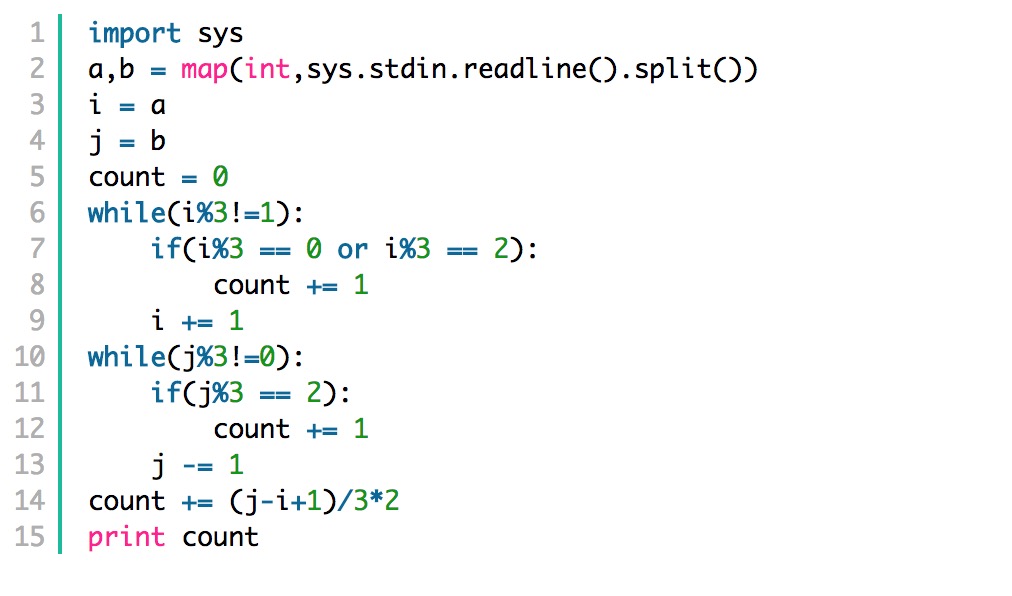 1 import sys
2 a,b = map(int,sys.stdin.readline().split())
3 i = a
4 j = b
5 count = 0
6 while(i%3!=1):
7     if(i%3 == 0 or i%3 == 2):
8         count += 1
9     i += 1
10 while(j%3!=0):
11     if(j%3 == 2):
12         count += 1
13     j -= 1
14 count += (j-i+1)/3*2
15 print count